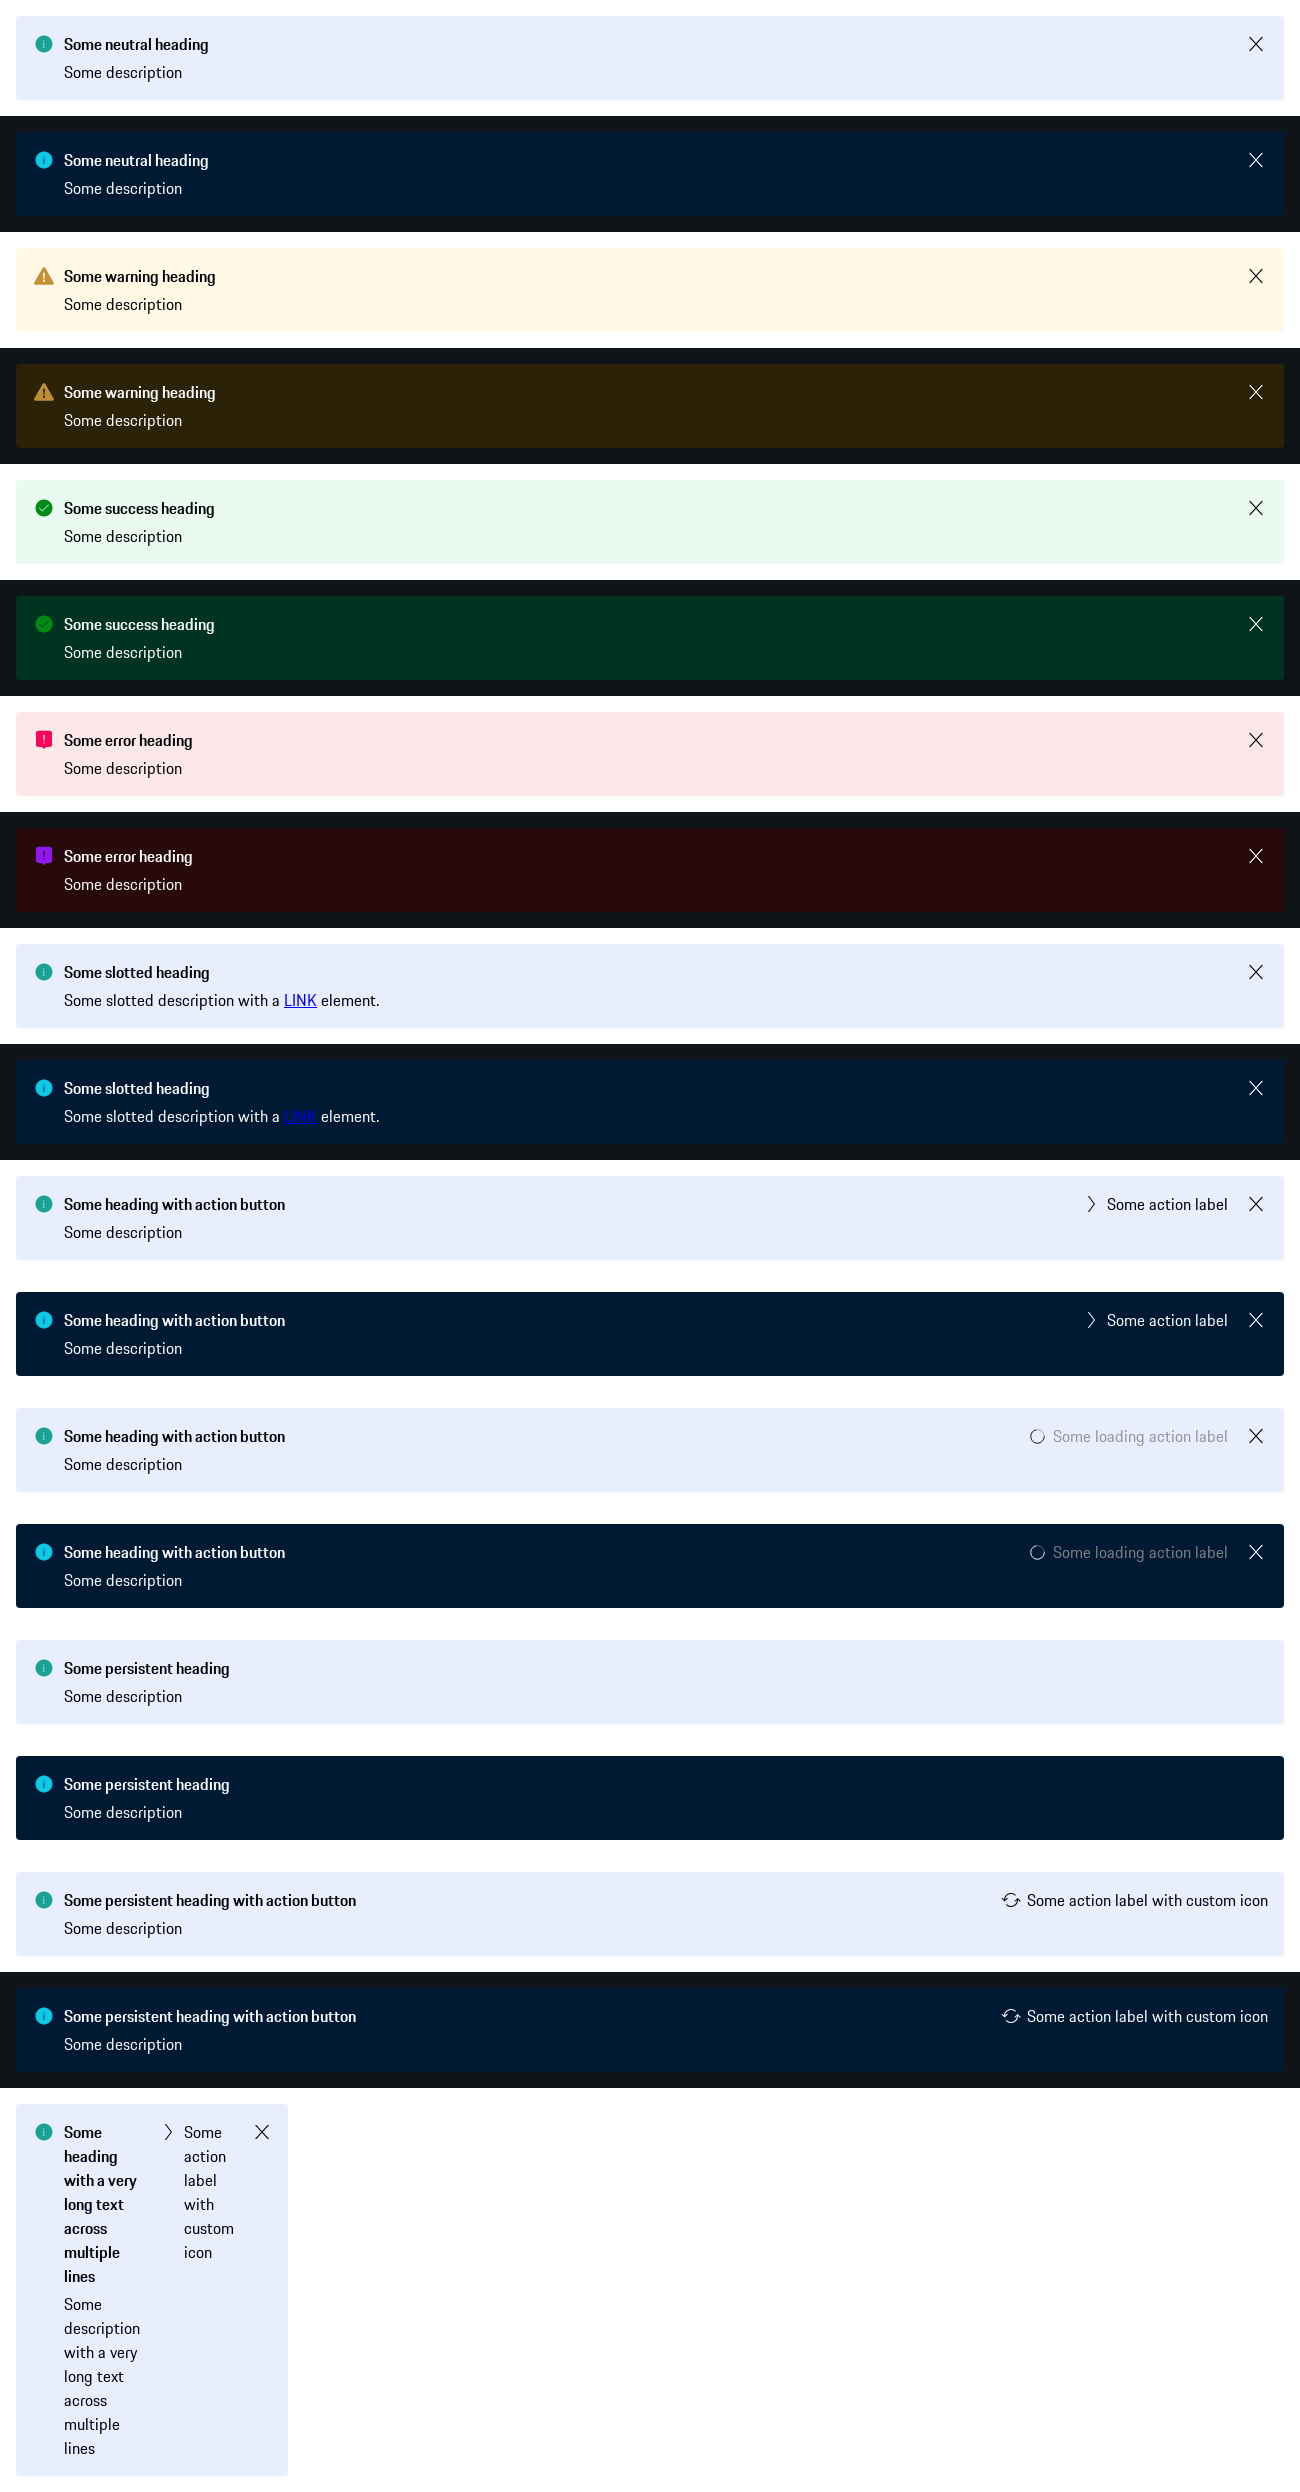 Some neutral heading
Some description
Some neutral heading
Some description
Some warning heading
Some description
Some warning heading
Some description
Some success heading
Some description
Some success heading
Some description
Some error heading
Some description
Some error heading
Some description
Some slotted heading
Some slotted description with a LINK element.
Some slotted heading
Some slotted description with a LINK element.
Some heading with action button
Some action label
Some description
Some heading with action button
Some action label
Some description
Some heading with action button
Some loading action label
Some description
Some heading with action button
Some loading action label
Some description
Some persistent heading
Some description
Some persistent heading
Some description
Some persistent heading with action button
Some action label with custom icon
Some description
Some persistent heading with action button
Some action label with custom icon
Some description
Some
heading
with a very
long text
across
multiple
lines
Some
description
with a very
long text
across
multiple
lines
Some
action
label
with
custom
icon